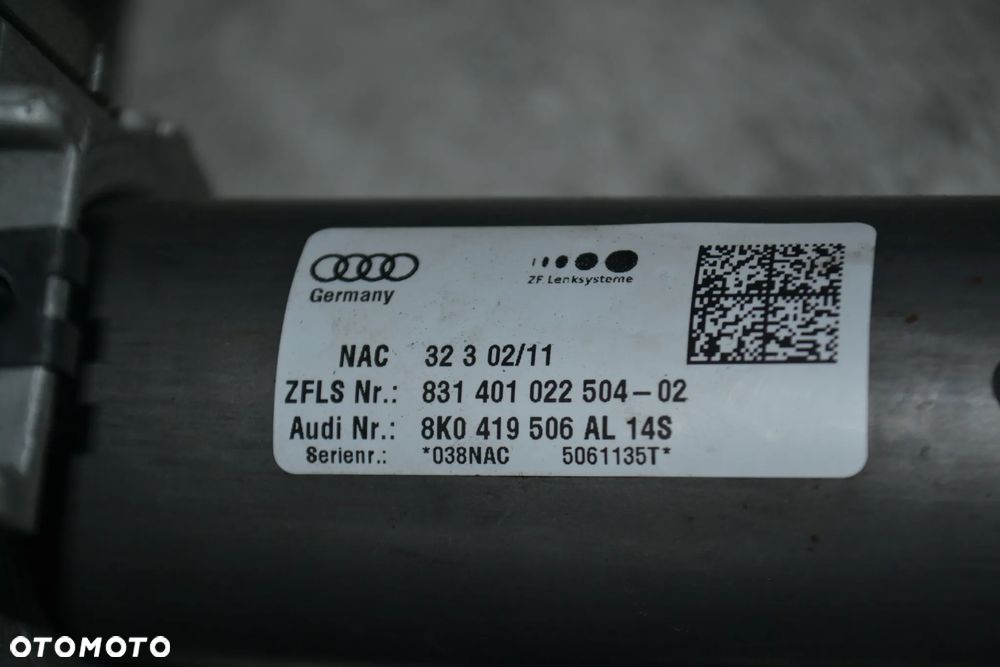 Germany
ZF Lenksysteme
NAC 32 3 02/11
ZFLS Nr.: 831 401 022 504-02
Audi Nr.: 8K0 419 506 AL 14S
Serienr.: *038NAC 5061135T*
OTOMOTO